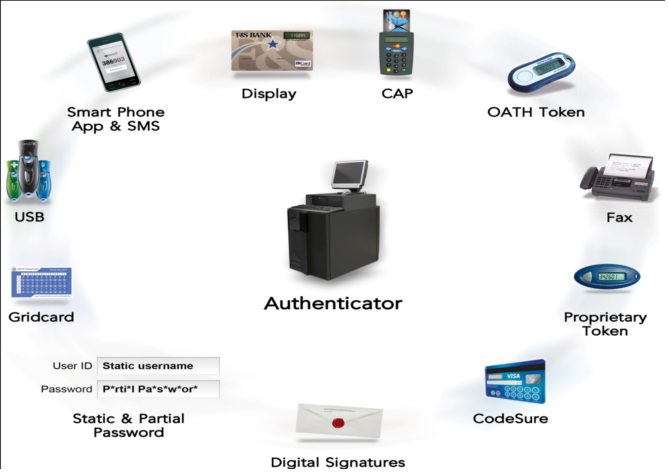 386903
F&S BANK
Smart Phone
App & SMS
Display
CAP
OATH Token
USB
Fax
Authenticator
Gridcard
Proprietary
Token
User ID Static username
Password P*rti*l Pa*s*w*or*
VISA
Static & Partial
Password
CodeSure
Digital Signatures